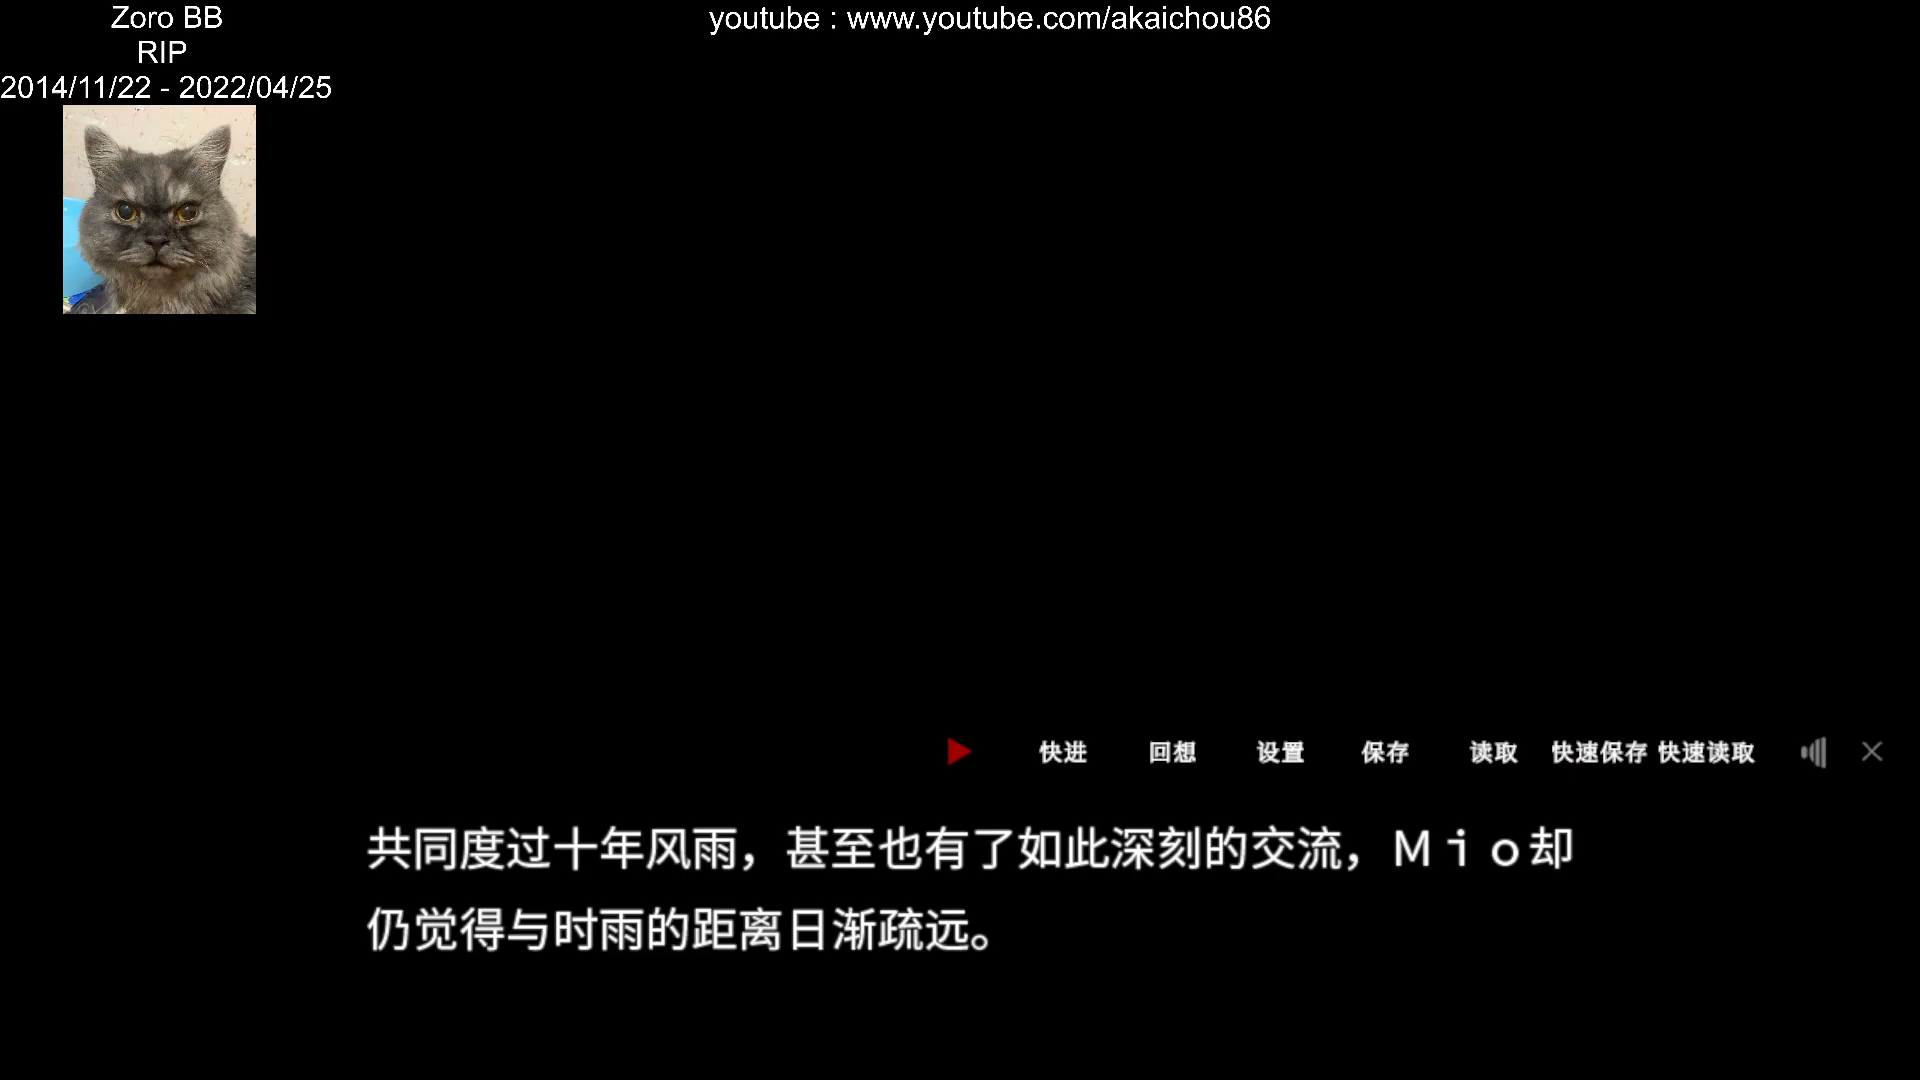 Zoro BB
RIP
2014/11/22 - 2022/04/25
youtube : www.youtube.com/akaichou86
快进 回想 设置 保存 读取 快速保存 快速读取
共同度过十年风雨，甚至也有了如此深刻的交流，Ｍｉｏ却
仍觉得与时雨的距离日渐疏远。